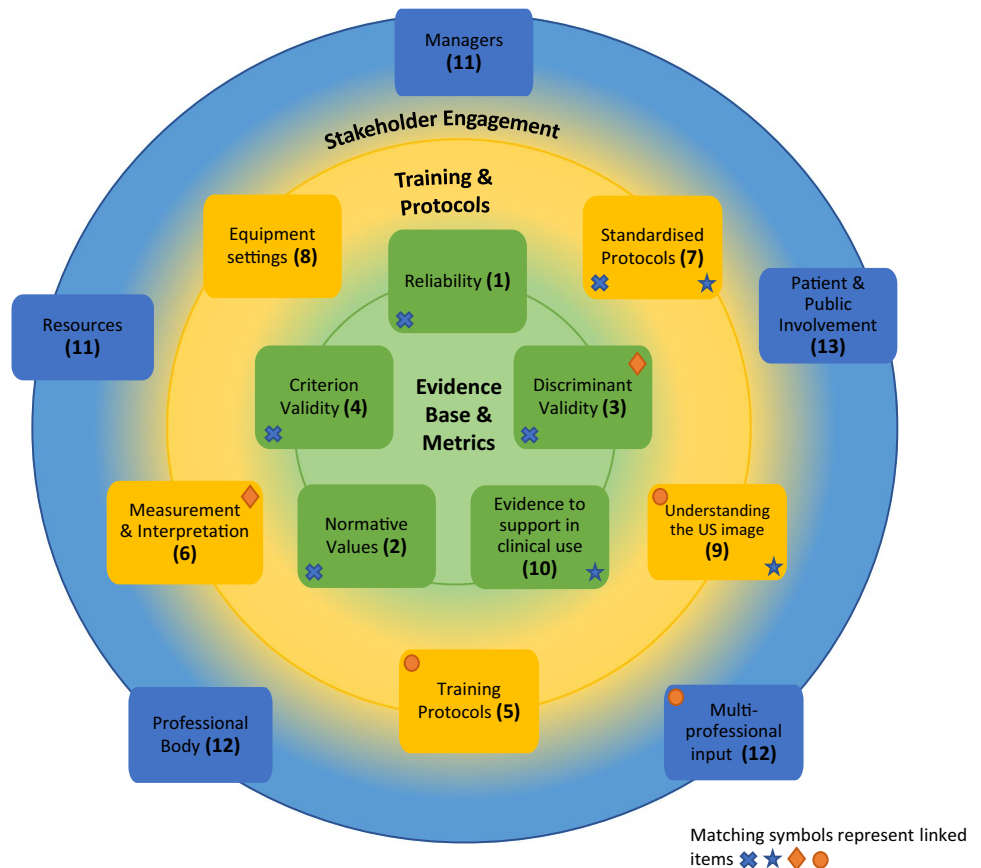 Managers
(11)
Stakeholder Engagement
Training &
Protocols
Equipment
settings (8)
Standardised
Protocols (7)
Reliability (1)
Patient &
Public
Involvement
(13)
Resources
(11)
Criterion
Validity (4)
Evidence
Base &
Metrics
Discriminant
Validity (3)
Measurement
& Interpretation
(6)
Normative
Values (2)
Evidence to
support in
clinical use
(10)
Understanding
the US image
(9)
Training
Protocols (5)
Professional
Body (12)
Multi-
professional
input (12)
Matching symbols represent linked
items